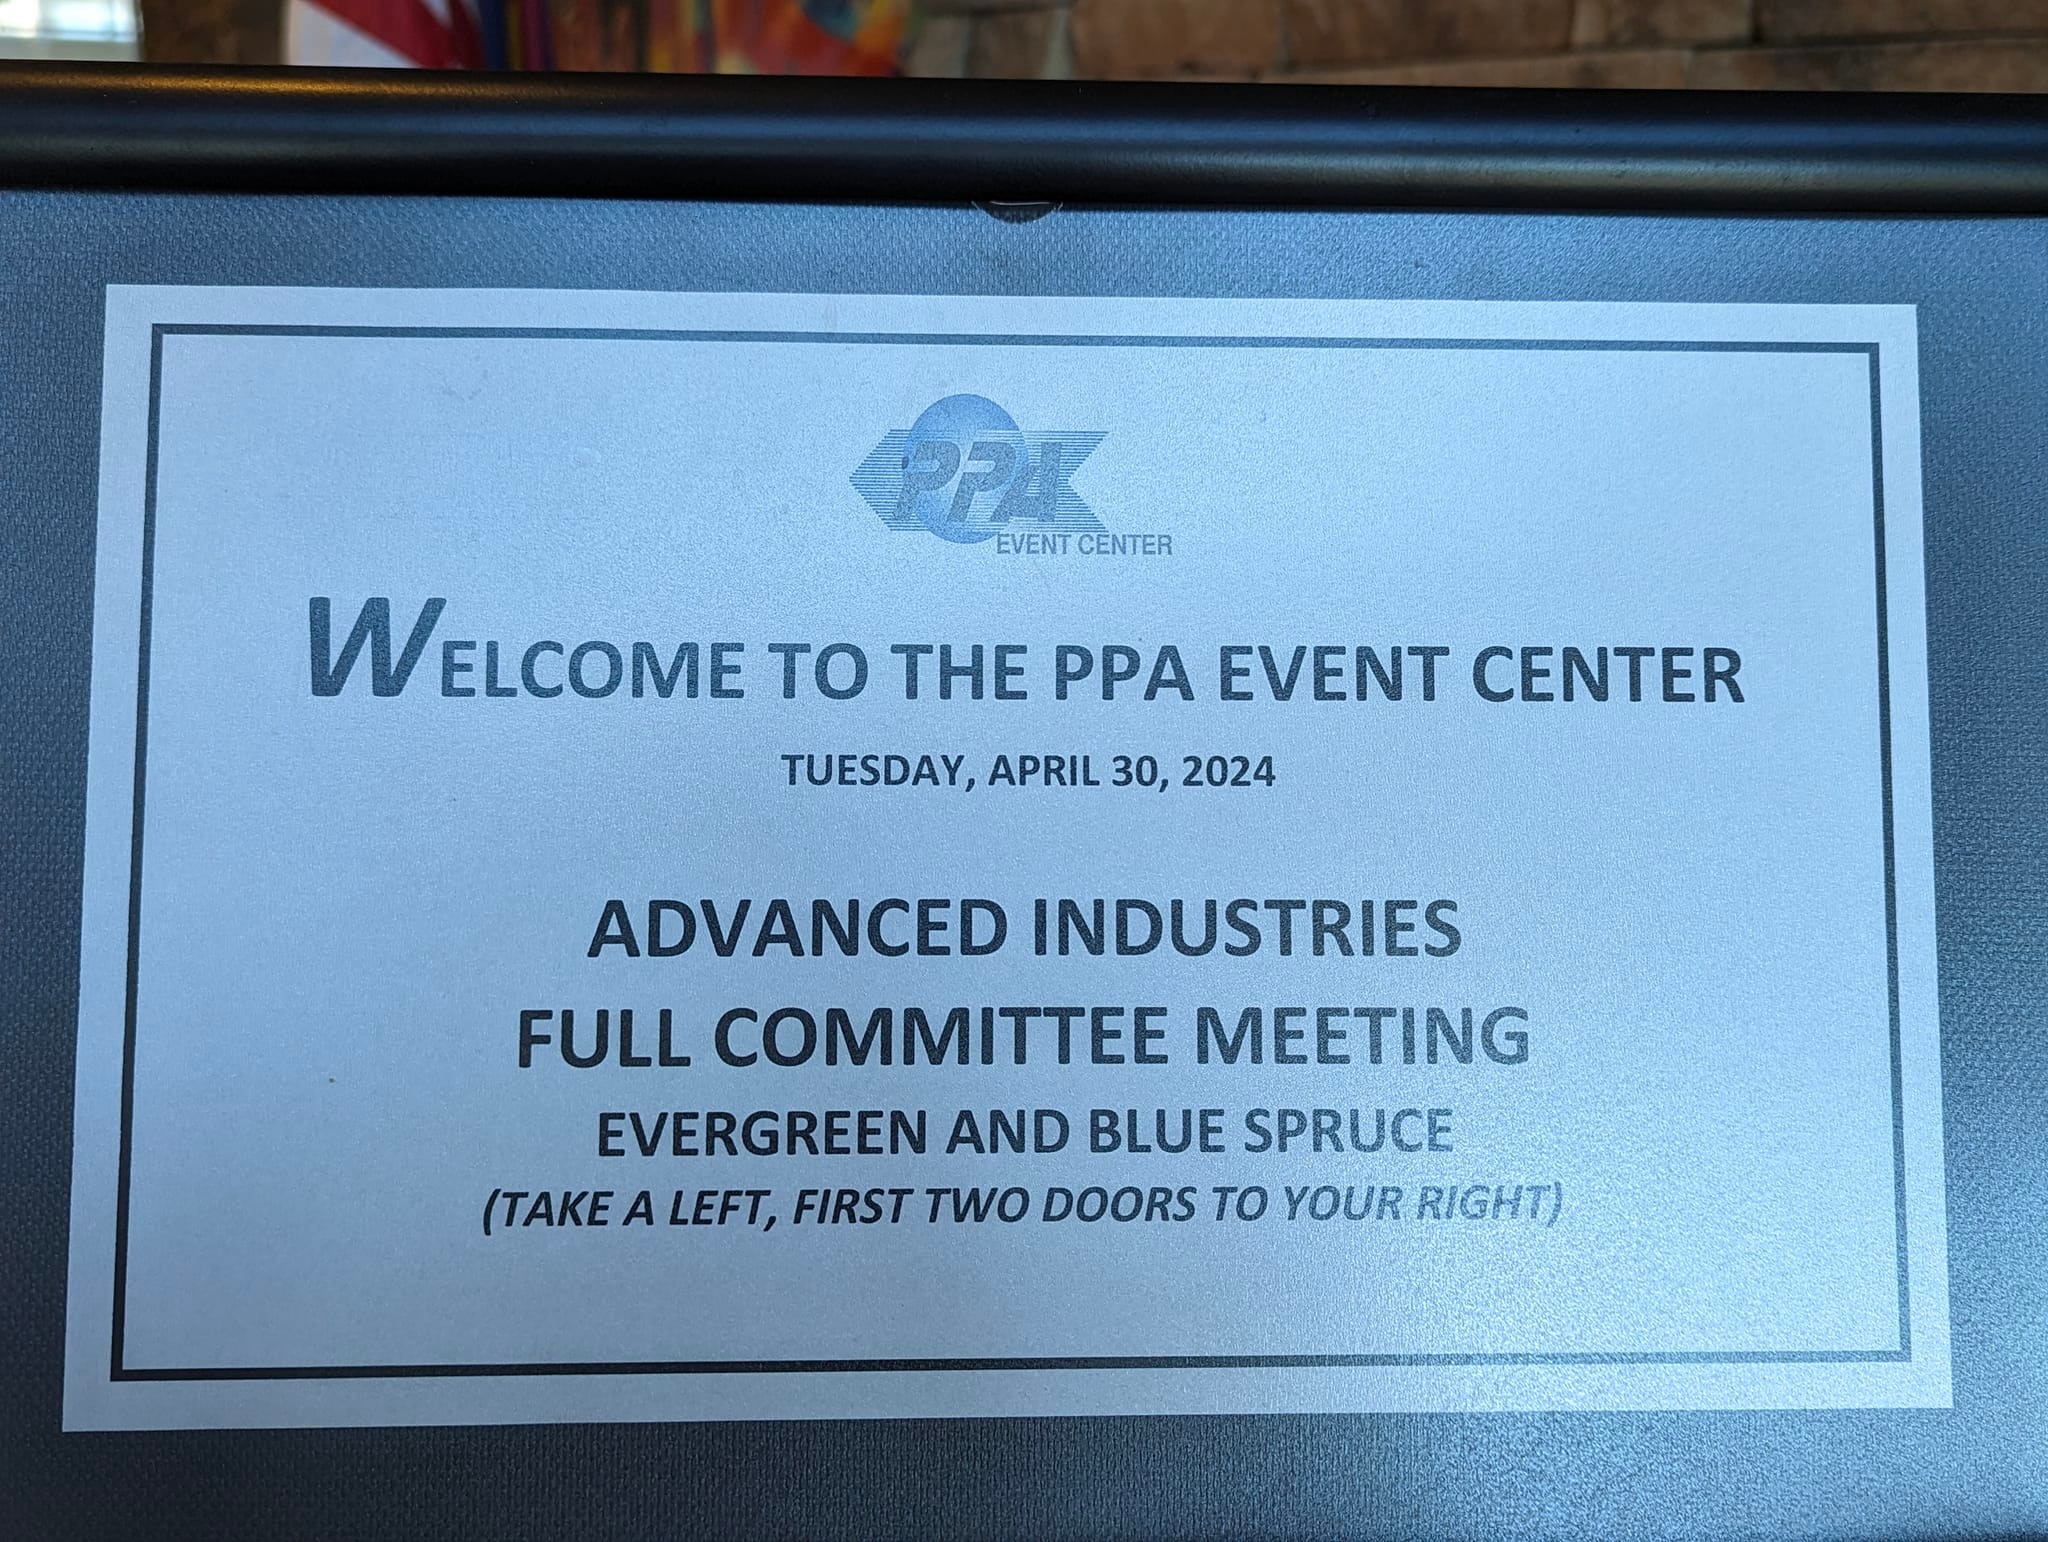 PPA
EVENT CENTER
WELCOME TO THE PPA EVENT CENTER
TUESDAY, APRIL 30, 2024
ADVANCED INDUSTRIES
FULL COMMITTEE MEETING
EVERGREEN AND BLUE SPRUCE
(TAKE A LEFT, FIRST TWO DOORS TO YOUR RIGHT)